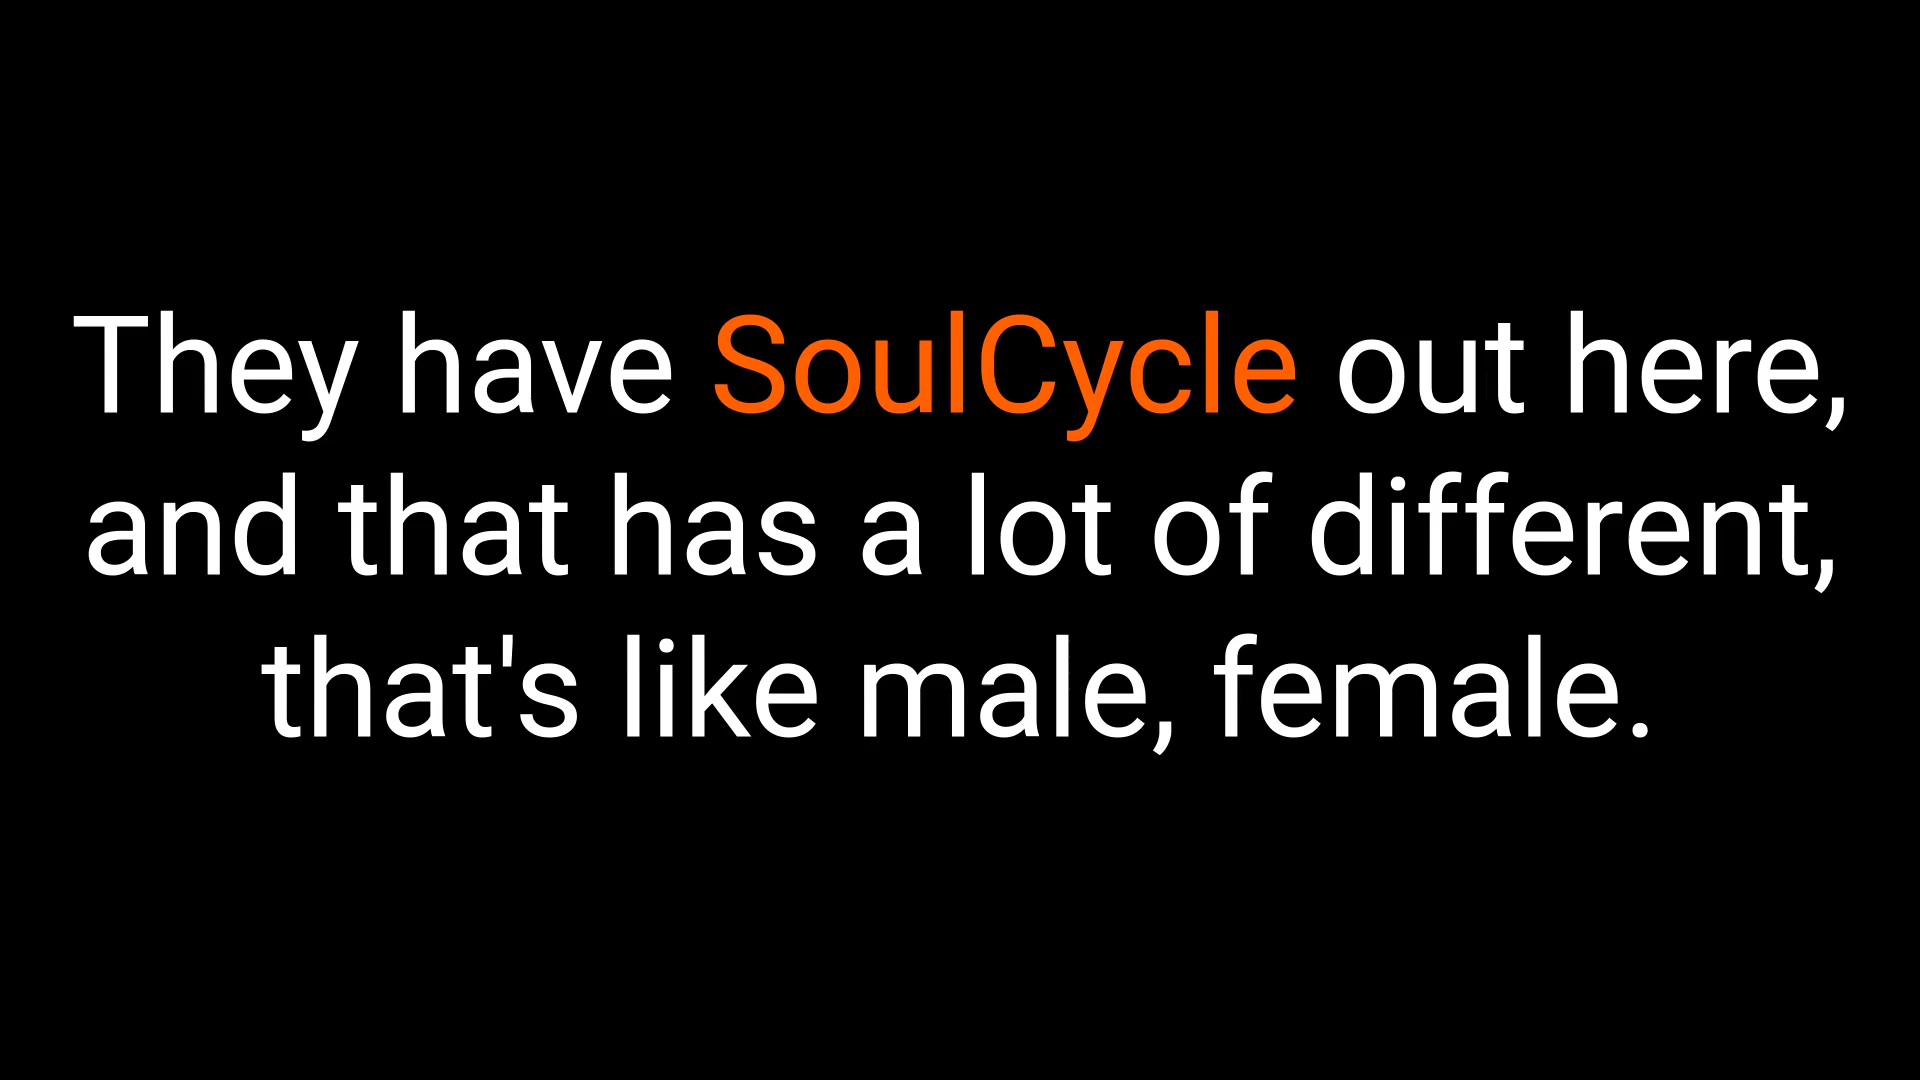 They have SoulCycle out here,
and that has a lot of different,
that's like male, female.